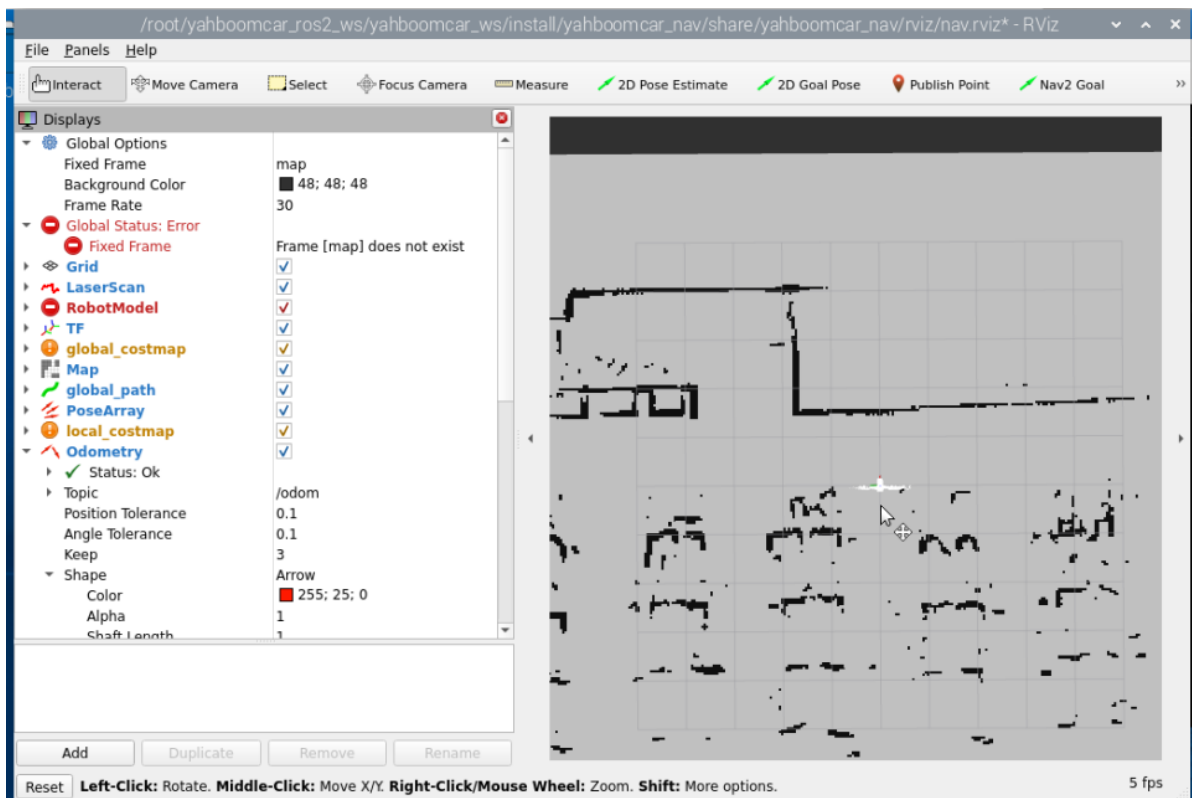 /root/yahboomcar_ros2_ws/yahboomcar_ws/install/yahboomcar_nav/share/yahboomcar_nav/rviz/nav.rviz* - RViz
File Panels Help
Interact Move Camera Select Focus Camera Measure 2D Pose Estimate 2D Goal Pose Publish Point Nav2 Goal »
Displays
Global Options
Fixed Frame map
Background Color 48; 48; 48
Frame Rate 30
Global Status: Error
Fixed Frame Frame [map] does not exist
Grid
LaserScan
RobotModel
TF
global_costmap
Map
global_path
PoseArray
local_costmap
Odometry
Status: Ok
Topic /odom
Position Tolerance 0.1
Angle Tolerance 0.1
Keep 3
Shape Arrow
Color 255; 25; 0
Alpha 1
Shaft Length 1
Add Duplicate Remove Rename
Reset Left-Click: Rotate. Middle-Click: Move X/Y. Right-Click/Mouse Wheel: Zoom. Shift: More options. 5 fps